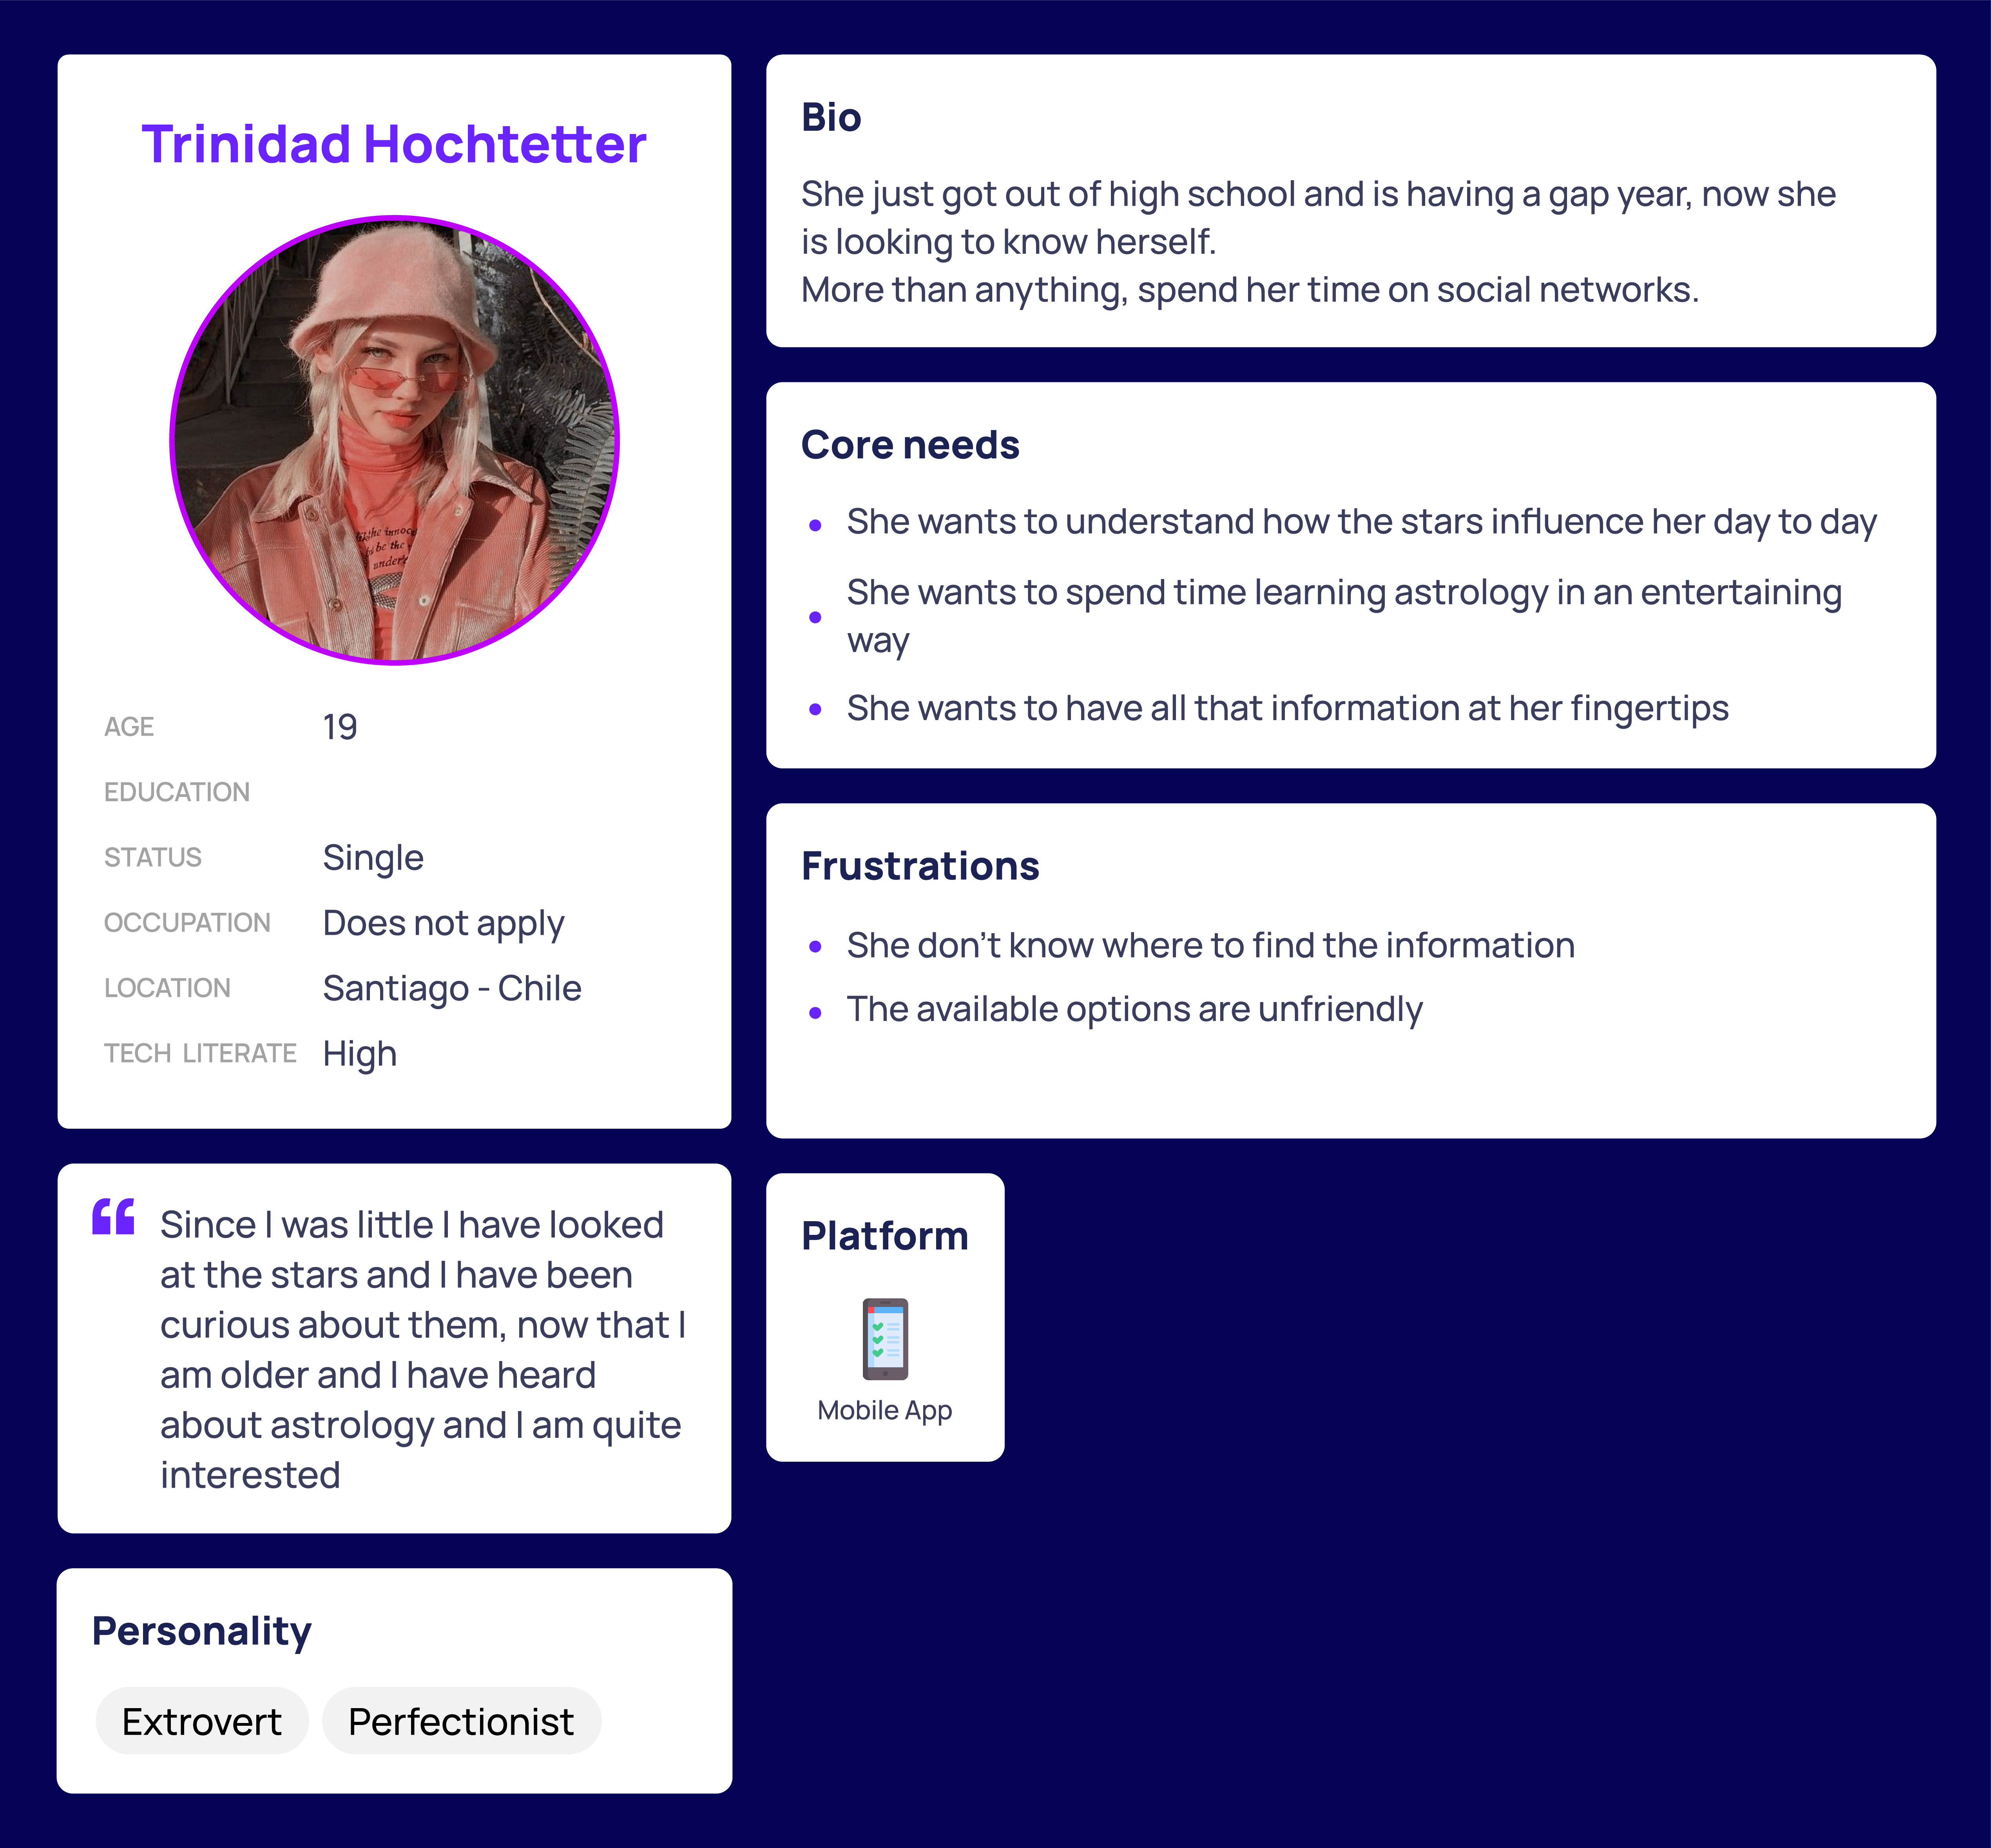 Trinidad Hochtetter
AGE 19
EDUCATION
STATUS Single
OCCUPATION Does not apply
LOCATION Santiago - Chile
TECH LITERATE High
Since I was little I have looked
at the stars and I have been
curious about them, now that I
am older and I have heard
about astrology and I am quite
interested
Personality
Extrovert Perfectionist
Bio
She just got out of high school and is having a gap year, now she
is looking to know herself.
More than anything, spend her time on social networks.
Core needs
She wants to understand how the stars influence her day to day
She wants to spend time learning astrology in an entertaining
way
She wants to have all that information at her fingertips
Frustrations
She don't know where to find the information
The available options are unfriendly
Platform
Mobile App